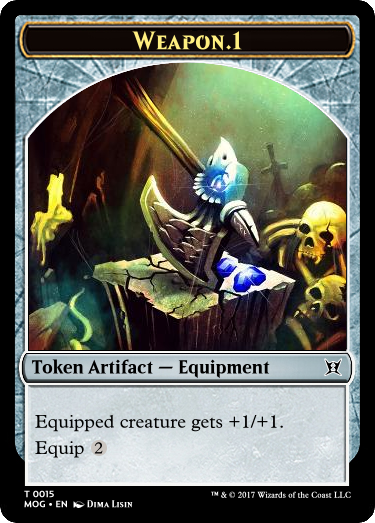 Weapon.1
Token Artifact — Equipment
Equipped creature gets +1/+1.
Equip 2
T 0015
MOG • EN Dima Lisin
™ & © 2017 Wizards of the Coast LLC